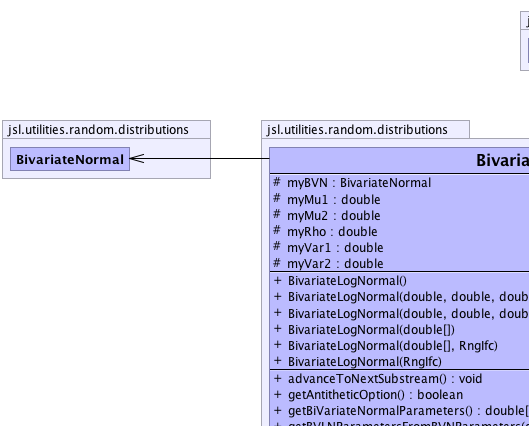 jsl.utilities.random.distributions
BivariateNormal
jsl.utilities.random.distributions
# myBVN : BivariateNormal
# myMu1 : double
# myMu2 : double
# myRho : double
# myVar1 : double
# myVar2 : double
+ BivariateLogNormal()
+ BivariateLogNormal(double, double, doub
+ BivariateLogNormal(double, double, doub
+ BivariateLogNormal(double[])
+ BivariateLogNormal(double[], RngIfc)
+ BivariateLogNormal(RngIfc)
+ advanceToNextSubstream() : void
+ getAntitheticOption() : boolean
+ getBiVariateNormalParameters() : double[